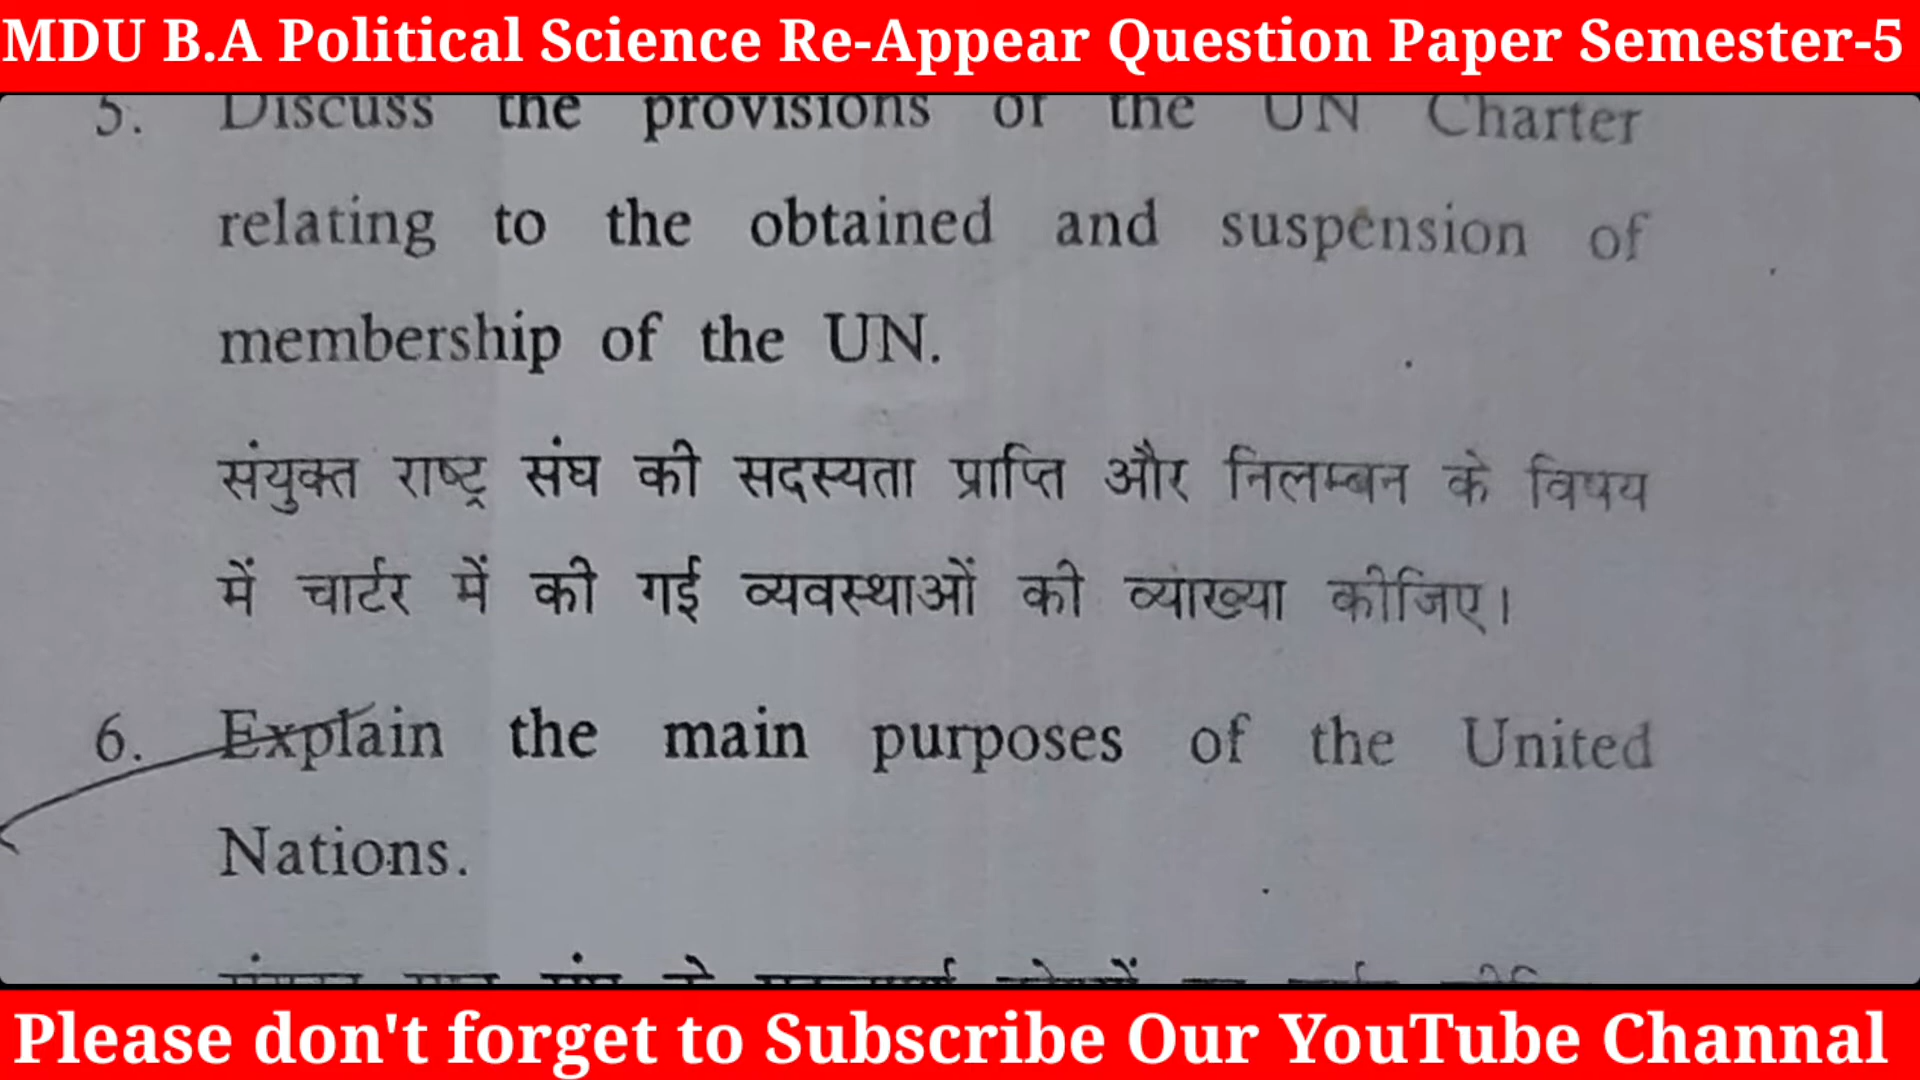 MDU B.A Political Science Re-Appear Question Paper Semester-5
5. Discuss the provisions of the UN Charter
relating to the obtained and suspension of
membership of the UN.
संयुक्त राष्ट्र संघ की सदस्यता प्राप्ति और निलम्बन के विषय
में चार्टर में की गई व्यवस्थाओं की व्याख्या कीजिए।
6. Explain the main purposes of the United
Nations.
Please don't forget to Subscribe Our YouTube Channal